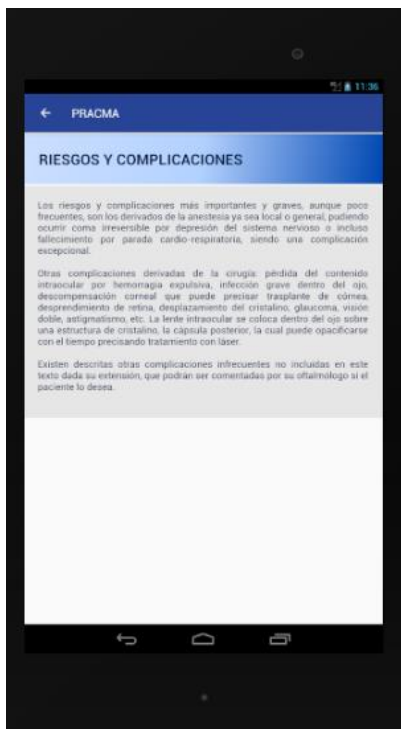 11:36
PRACMA
RIESGOS Y COMPLICACIONES
Los riesgos y complicaciones más importantes y graves, aunque poco
frecuentes, son los derivados de la anestesia ya sea local o general, pudiendo
ocurrir coma irreversible por depresión del sistema nervioso o incluso
fallecimiento por parada cardio-respiratoria, siendo una complicación
excepcional.
Otras complicaciones derivadas de la cirugía: pérdida del contenido
intraocular por hemorragia expulsiva, infección grave dentro del ojo,
descompensación corneal que puede precisar trasplante de córnea,
desprendimiento de retina, desplazamiento del cristalino, glaucoma, visión
doble, astigmatismo, etc. La lente intraocular se coloca dentro del ojo sobre
una estructura de cristalino, la cápsula posterior, la cual puede opacificarse
con el tiempo precisando tratamiento con láser.
Existen descritas otras complicaciones infrecuentes no incluidas en este
texto dada su extensión, que podrán ser comentadas por su oftalmólogo si el
paciente lo desea.